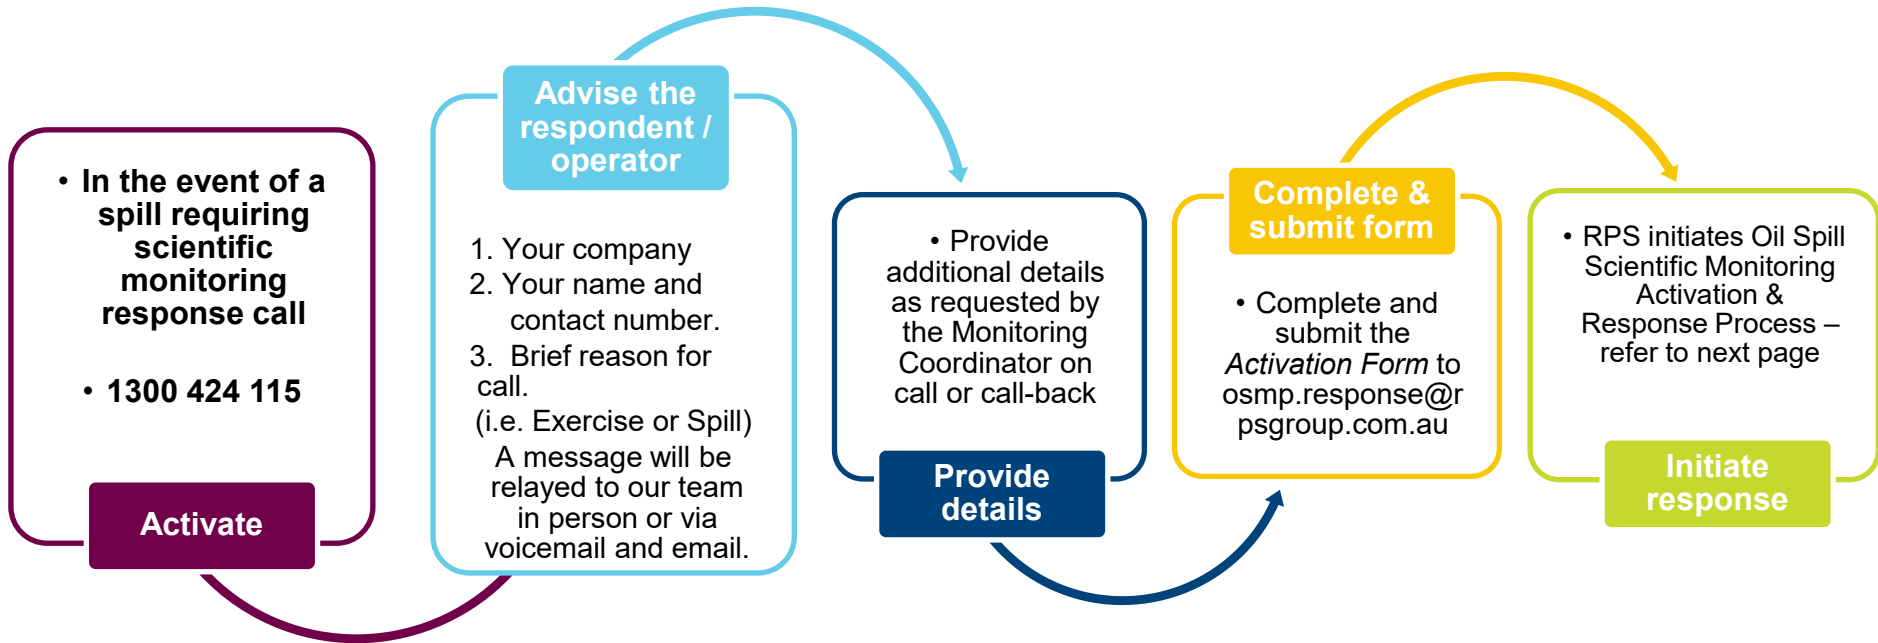 • In the event of a
spill requiring
scientific
monitoring
response call
• 1300 424 115
Activate
Advise the
respondent /
operator
1. Your company
2. Your name and
contact number.
3. Brief reason for
call.
(i.e. Exercise or Spill)
A message will be
relayed to our team
in person or via
voicemail and email.
• Provide
additional details
as requested by
the Monitoring
Coordinator on
call or call-back
Provide
details
Complete &
submit form
• Complete and
submit the
Activation Form to
osmp.response@r
psgroup.com.au
• RPS initiates Oil Spill
Scientific Monitoring
Activation &
Response Process –
refer to next page
Initiate
response